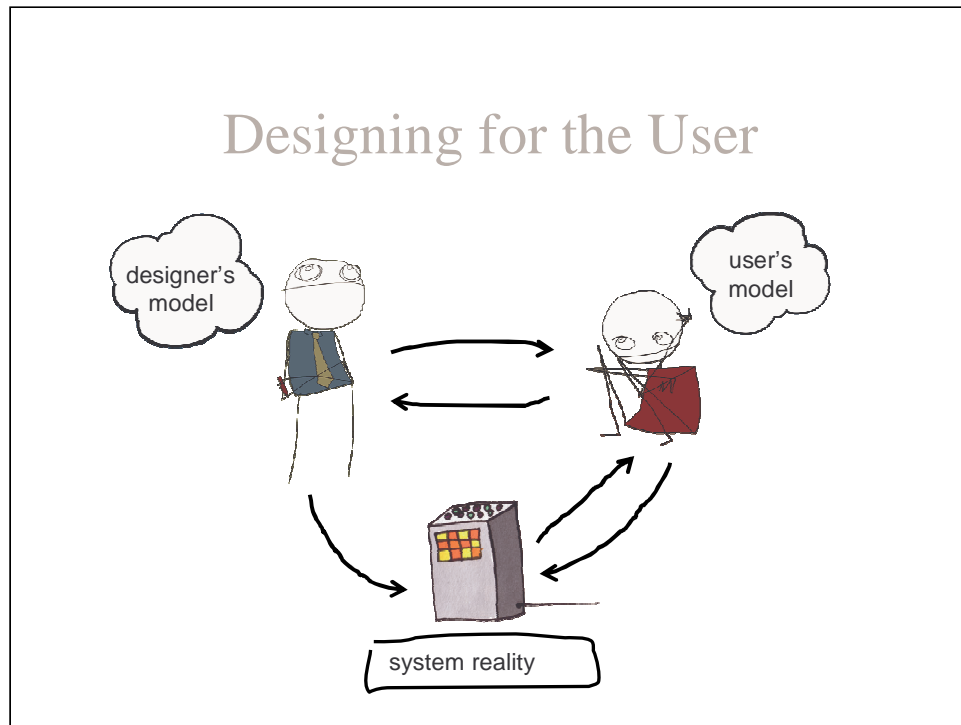 Designing for the User
designer's
model
user's
model
system reality